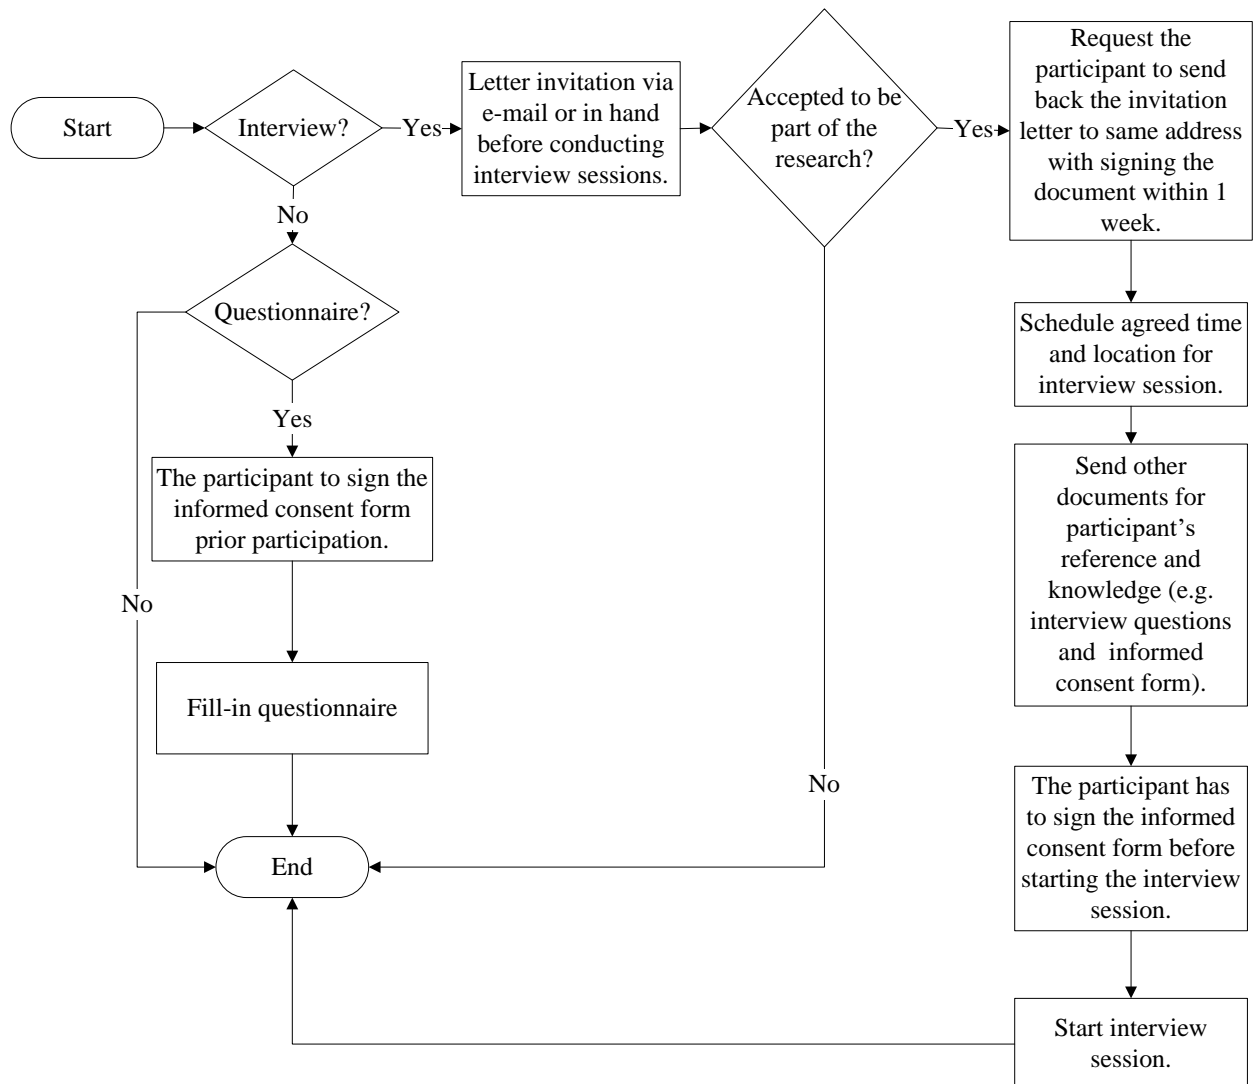 Start
Interview?
Yes
Letter invitation via
e-mail or in hand
before conducting
interview sessions.
Accepted to be
part of the
research?
Yes
Request the
participant to send
back the invitation
letter to same address
with signing the
document within 1
week.
No
Questionnaire?
Yes
The participant to sign the
informed consent form
prior participation.
No
Fill-in questionnaire
End
No
Schedule agreed time
and location for
interview session.
Send other
documents for
participant’s
reference and
knowledge (e.g.
interview questions
and  informed
consent form).
The participant has
to sign the informed
consent form before
starting the interview
session.
Start interview
session.